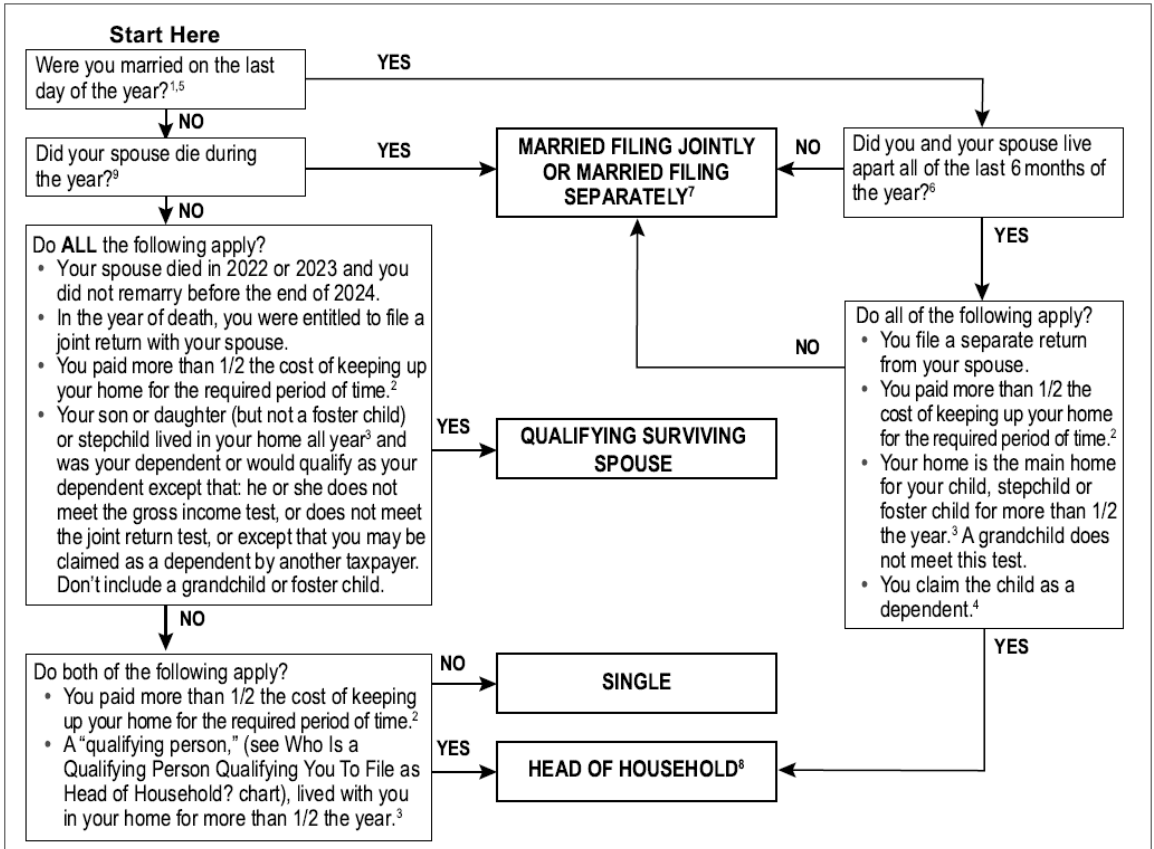 Start Here
Were you married on the last
day of the year?1,5
YES
NO
Did your spouse die during
the year?9
YES
MARRIED FILING JOINTLY
OR MARRIED FILING
SEPARATELY7
NO
Did you and your spouse live
apart all of the last 6 months of
the year?6
NO
YES
Do ALL the following apply?
• Your spouse died in 2022 or 2023 and you
did not remarry before the end of 2024.
• In the year of death, you were entitled to file a
joint return with your spouse.
• You paid more than 1/2 the cost of keeping up
your home for the required period of time.2
• Your son or daughter (but not a foster child)
or stepchild lived in your home all year3 and
was your dependent or would qualify as your
dependent except that: he or she does not
meet the gross income test, or does not meet
the joint return test, or except that you may be
claimed as a dependent by another taxpayer.
Don't include a grandchild or foster child.
YES
QUALIFYING SURVIVING
SPOUSE
NO
Do all of the following apply?
• You file a separate return
from your spouse.
• You paid more than 1/2 the
cost of keeping up your home
for the required period of time.2
• Your home is the main home
for your child, stepchild or
foster child for more than 1/2
the year.3 A grandchild does
not meet this test.
• You claim the child as a
dependent.4
NO
YES
Do both of the following apply?
• You paid more than 1/2 the cost of keeping
up your home for the required period of time.2
• A “qualifying person,” (see Who Is a
Qualifying Person Qualifying You To File as
Head of Household? chart), lived with you
in your home for more than 1/2 the year.3
NO
SINGLE
YES
HEAD OF HOUSEHOLD8